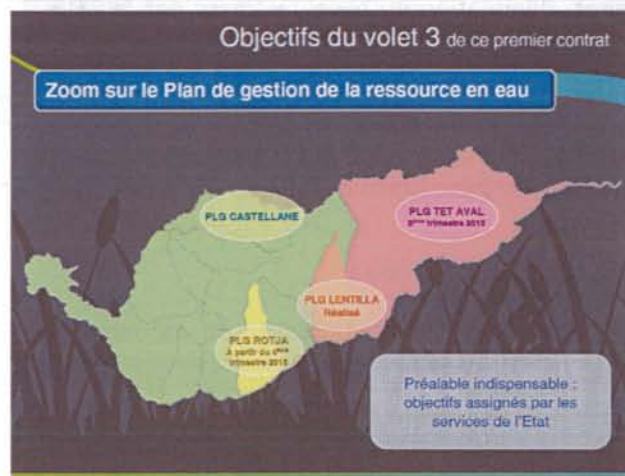 Objectifs du volet 3 de ce premier contrat
Zoom sur le Plan de gestion de la ressource en eau
PLG CASTELLANE
PLG TET AVAL
trimestre 2015
PLG LENTILLA
Réalisé
PLG ROTJA
A partir du
trimestre 2015
Préalable indispensable :
objectifs assignés par les
services de l'Etat